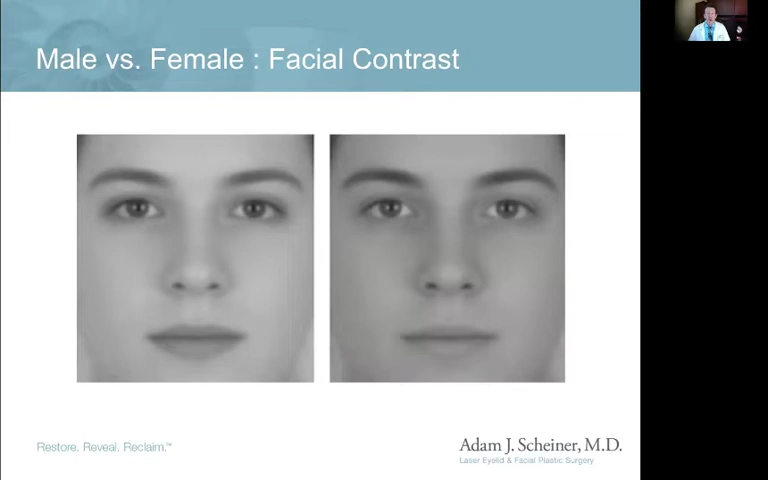 Male vs. Female : Facial Contrast
Restore. Reveal. Reclaim.™
Adam J. Scheiner, M.D.
Laser Eyelid & Facial Plastic Surgery